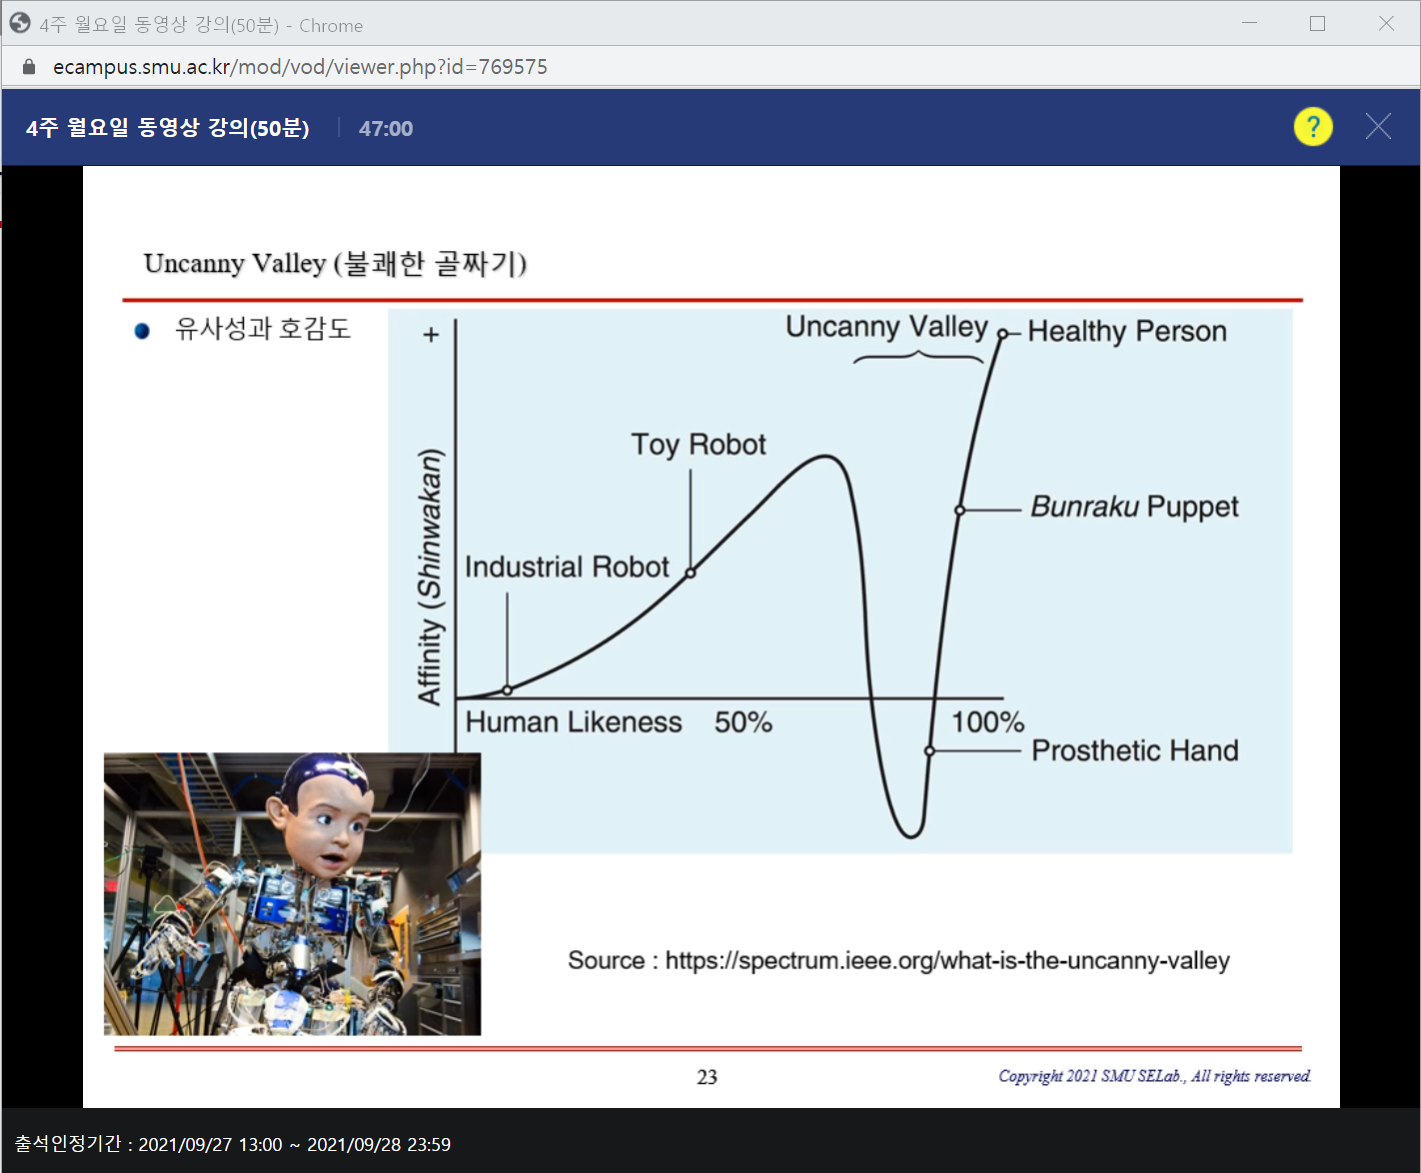 4주 월요일 동영상 강의(50분) - Chrome
ecampus.smu.ac.kr/mod/vod/viewer.php?id=769575
4주 월요일 동영상 강의(50분) 47:00
?
Uncanny Valley (불쾌한 골짜기)
유사성과 호감도
+
Uncanny Valley
Healthy Person
Toy Robot
Bunraku Puppet
Industrial Robot
Affinity (Shinwakan)
Human Likeness 50% 100%
Prosthetic Hand
Source : https://spectrum.ieee.org/what-is-the-uncanny-valley
23
Copyright 2021 SMU SELab., All rights reserved.
출석인정기간 : 2021/09/27 13:00 ~ 2021/09/28 23:59